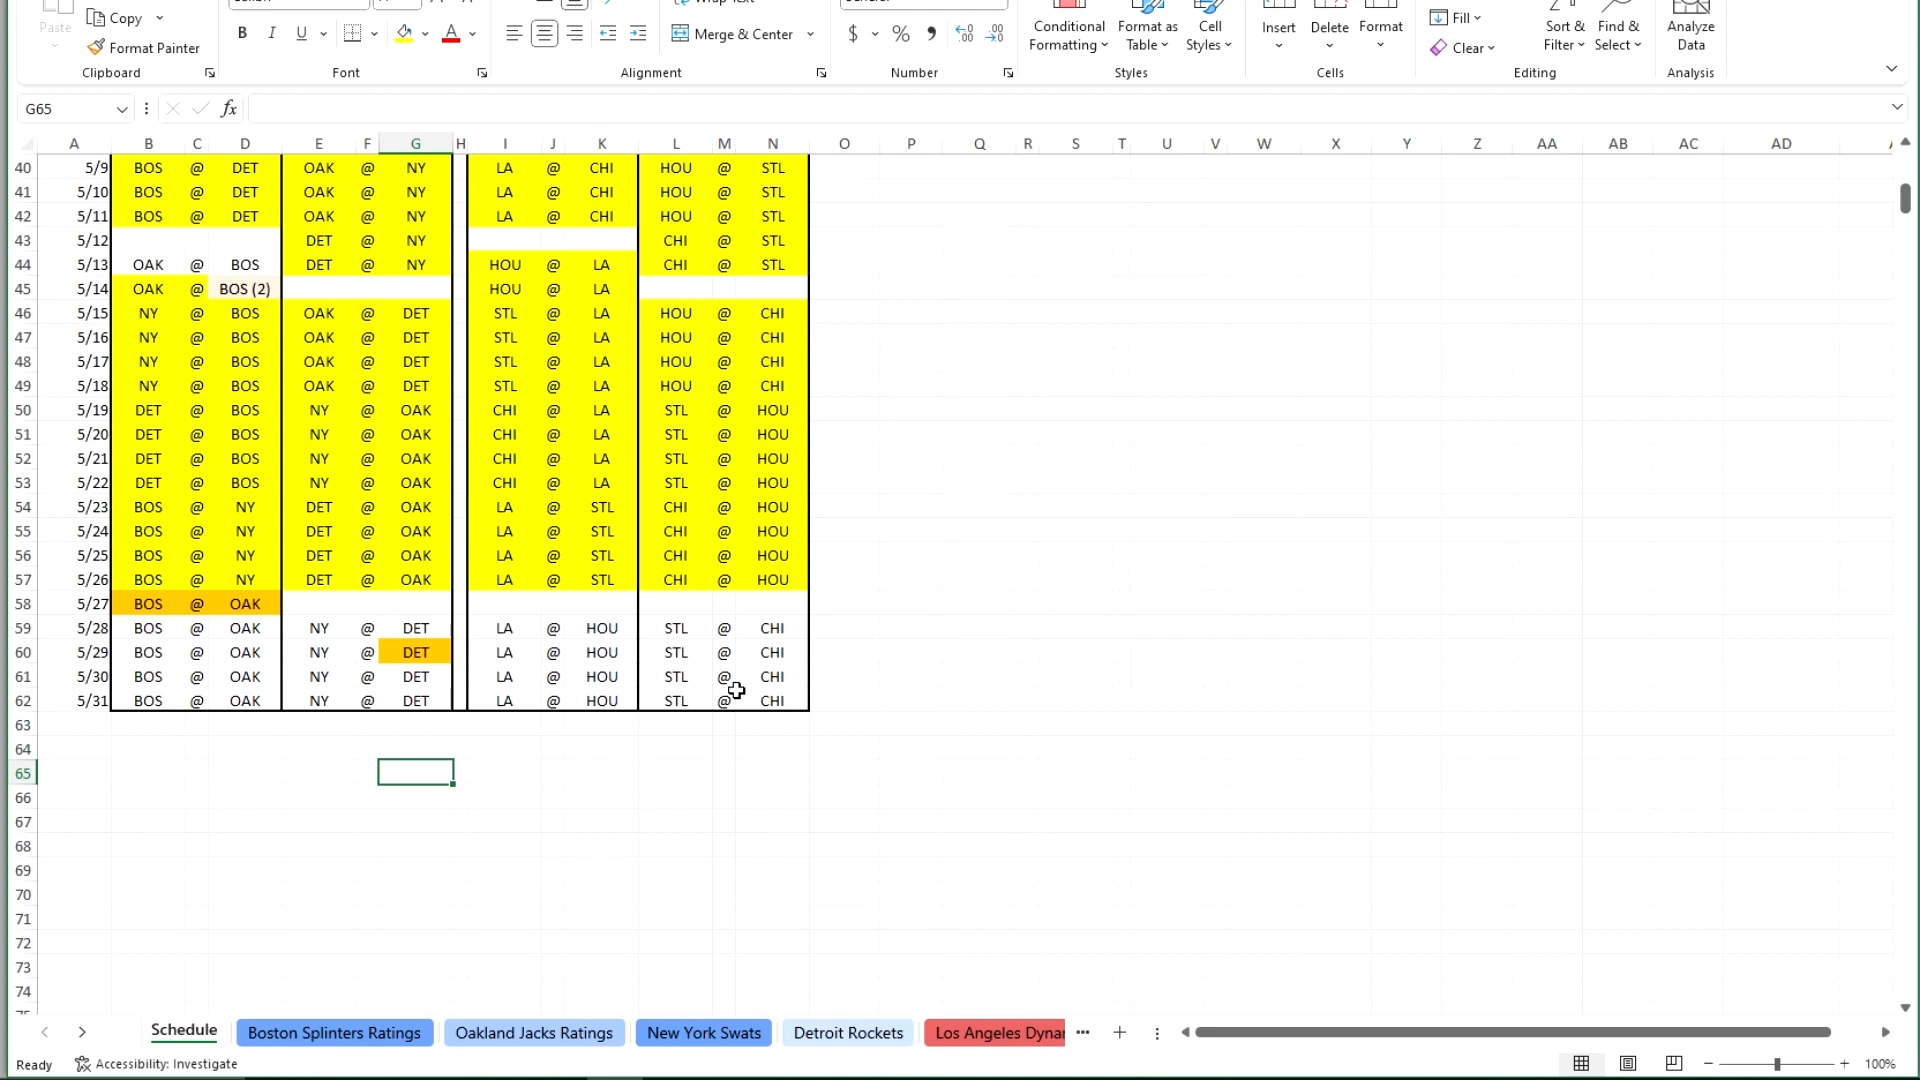 Paste Copy Wrap Text Conditional Format as Cell Insert Delete Format Fill Sort & Find & Analyze
Format Painter B I U A Merge & Center $ % 9 Formatting Table Styles Clear Filter Select Data
Clipboard Font Alignment Number Styles Cells Editing Analysis
G65 fx
A B C D E F G H I J K L M N O P Q R S T U V W X Y Z AA AB AC AD
40 5/9 BOS @ DET OAK @ NY LA @ CHI HOU @ STL
41 5/10 BOS @ DET OAK @ NY LA @ CHI HOU @ STL
42 5/11 BOS @ DET OAK @ NY LA @ CHI HOU @ STL
43 5/12 DET @ NY CHI @ STL
44 5/13 OAK @ BOS DET @ NY HOU @ LA CHI @ STL
45 5/14 OAK @ BOS (2) HOU @ LA
46 5/15 NY @ BOS OAK @ DET STL @ LA HOU @ CHI
47 5/16 NY @ BOS OAK @ DET STL @ LA HOU @ CHI
48 5/17 NY @ BOS OAK @ DET STL @ LA HOU @ CHI
49 5/18 NY @ BOS OAK @ DET STL @ LA HOU @ CHI
50 5/19 DET @ BOS NY @ OAK CHI @ LA STL @ HOU
51 5/20 DET @ BOS NY @ OAK CHI @ LA STL @ HOU
52 5/21 DET @ BOS NY @ OAK CHI @ LA STL @ HOU
53 5/22 DET @ BOS NY @ OAK CHI @ LA STL @ HOU
54 5/23 BOS @ NY DET @ OAK LA @ STL CHI @ HOU
55 5/24 BOS @ NY DET @ OAK LA @ STL CHI @ HOU
56 5/25 BOS @ NY DET @ OAK LA @ STL CHI @ HOU
57 5/26 BOS @ NY DET @ OAK LA @ STL CHI @ HOU
58 5/27 BOS @ OAK
59 5/28 BOS @ OAK NY @ DET LA @ HOU STL @ CHI
60 5/29 BOS @ OAK NY @ DET LA @ HOU STL @ CHI
61 5/30 BOS @ OAK NY @ DET LA @ HOU STL @ CHI
62 5/31 BOS @ OAK NY @ DET LA @ HOU STL @ CHI
63
64
65
66
67
68
69
70
71
72
73
74
Schedule Boston Splinters Ratings Oakland Jacks Ratings New York Swats Detroit Rockets Los Angeles Dynar ...
Ready Accessibility: Investigate 100%